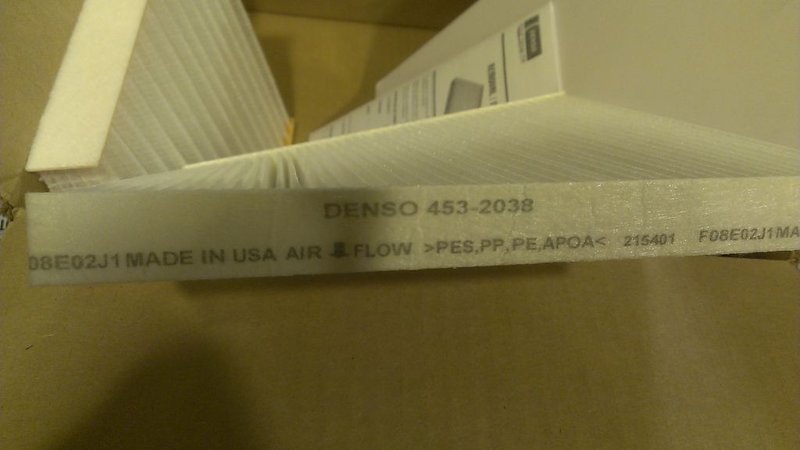 DENSO 453-2038
08E02J1 MADE IN USA AIR FLOW >PES,PP,PE,APOA< 215401 F08E02J1MA